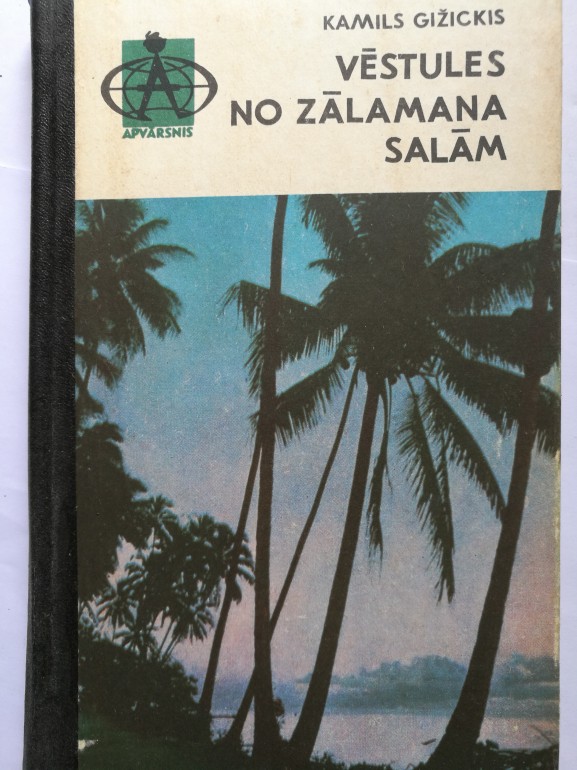 KAMILS GIŽICKIS
VĒSTULES
NO ZĀLAMANA
SALĀM
APVĀRSNIS